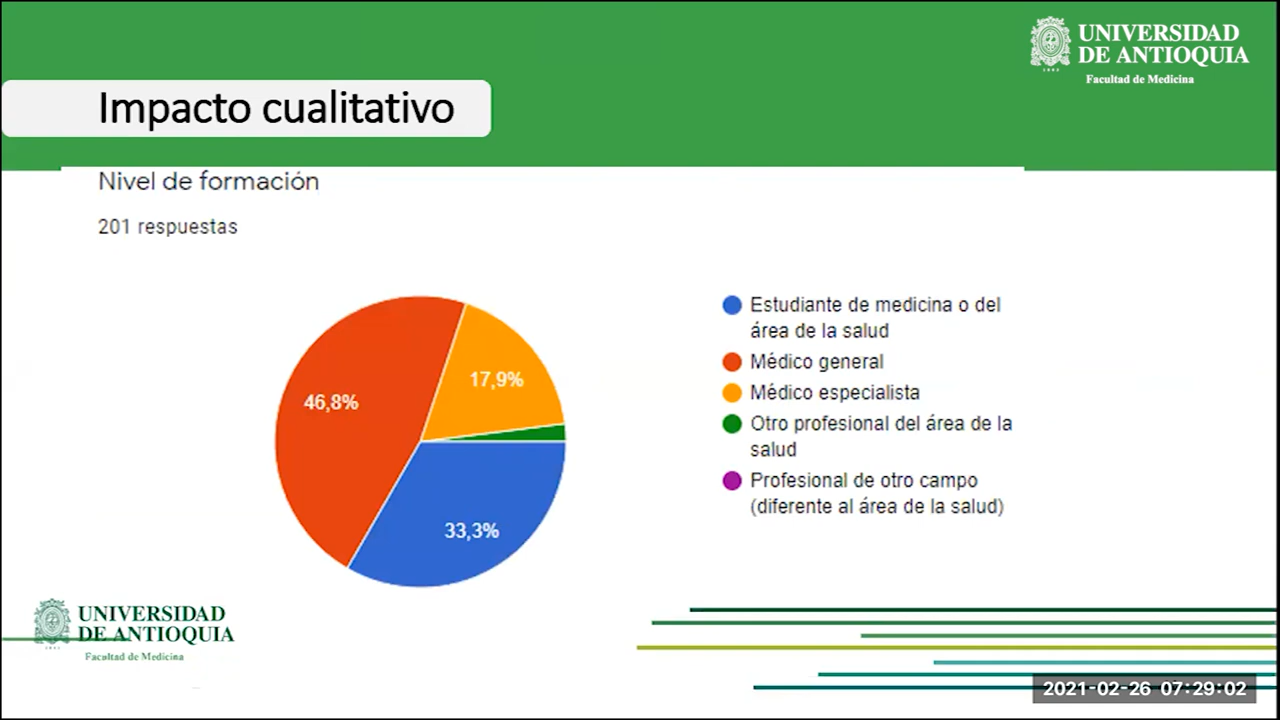 UNIVERSIDAD
DE ANTIOQUIA
Facultad de Medicina
Impacto cualitativo
Nivel de formación
201 respuestas
46,8%
17,9%
33,3%
Estudiante de medicina o del
área de la salud
Médico general
Médico especialista
Otro profesional del área de la
salud
Profesional de otro campo
(diferente al área de la salud)
UNIVERSIDAD
DE ANTIOQUIA
Facultad de Medicina
2021-02-26 07:29:02